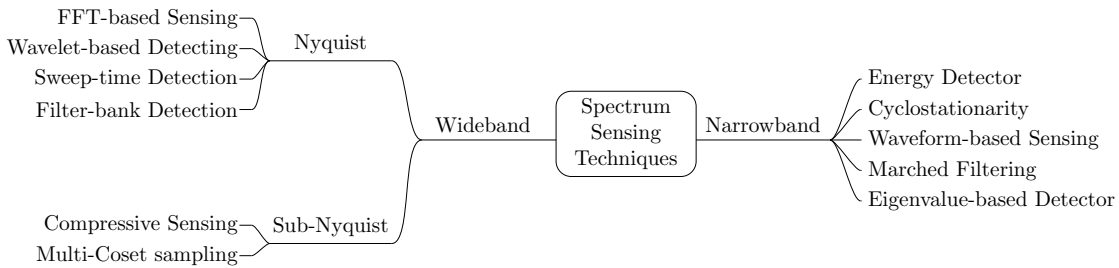 FFT-based Sensing
Wavelet-based Detecting
Sweep-time Detection
Filter-bank Detection
Nyquist
Compressive Sensing
Multi-Coset sampling
Sub-Nyquist
Wideband
Spectrum
Sensing
Techniques
Narrowband
Energy Detector
Cyclostationarity
Waveform-based Sensing
Marched Filtering
Eigenvalue-based Detector